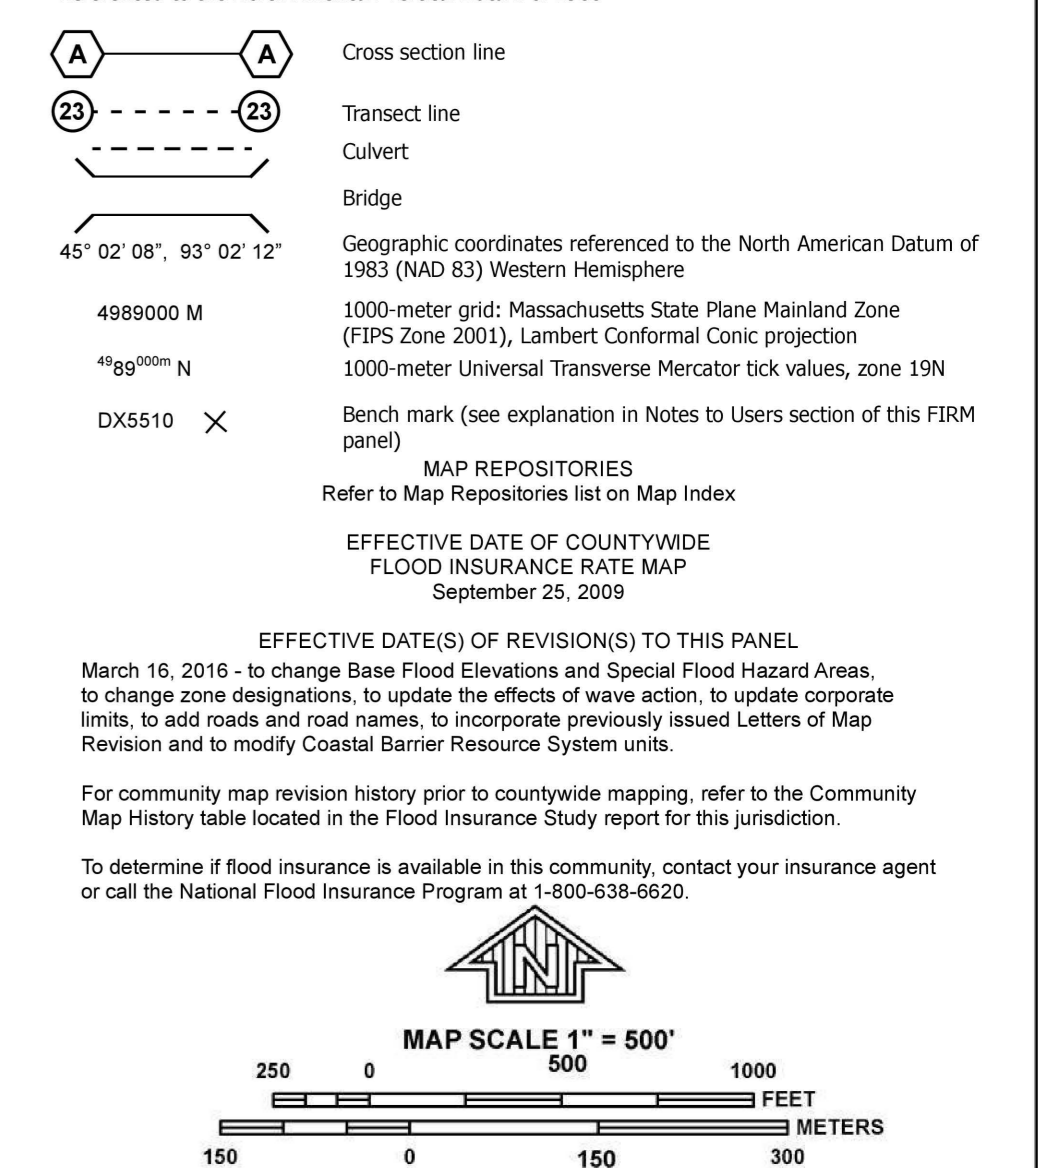 A A Cross section line
23 23 Transect line
Culvert
Bridge
45° 02’ 08”, 93° 02’ 12” Geographic coordinates referenced to the North American Datum of
1983 (NAD 83) Western Hemisphere
4989000 M 1000-meter grid: Massachusetts State Plane Mainland Zone
(FIPS Zone 2001), Lambert Conformal Conic projection
4989000m N 1000-meter Universal Transverse Mercator tick values, zone 19N
DX5510 Bench mark (see explanation in Notes to Users section of this FIRM
panel)
MAP REPOSITORIES
Refer to Map Repositories list on Map Index
EFFECTIVE DATE OF COUNTYWIDE
FLOOD INSURANCE RATE MAP
September 25, 2009
EFFECTIVE DATE(S) OF REVISION(S) TO THIS PANEL
March 16, 2016 - to change Base Flood Elevations and Special Flood Hazard Areas,
to change zone designations, to update the effects of wave action, to update corporate
limits, to add roads and road names, to incorporate previously issued Letters of Map
Revision and to modify Coastal Barrier Resource System units.
For community map revision history prior to countywide mapping, refer to the Community
Map History table located in the Flood Insurance Study report for this jurisdiction.
To determine if flood insurance is available in this community, contact your insurance agent
or call the National Flood Insurance Program at 1-800-638-6620.
N
MAP SCALE 1" = 500'
250 0 500 1000
FEET
METERS
150 0 150 300